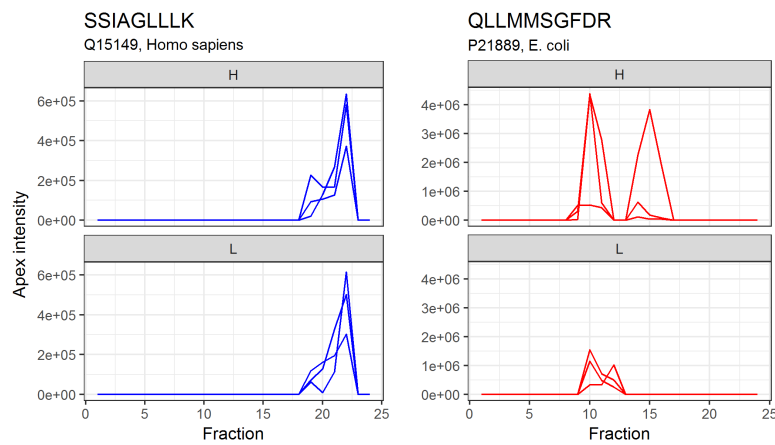 SSIAGLLLK
Q15149, Homo sapiens
H
6e+05
4e+05
2e+05
0e+00
L
6e+05
4e+05
2e+05
0e+00
0 5 10 15 20 25
Fraction
Apex intensity
QLLMMSGFDR
P21889, E. coli
H
4e+06
3e+06
2e+06
1e+06
0e+00
L
4e+06
3e+06
2e+06
1e+06
0e+00
0 5 10 15 20 25
Fraction